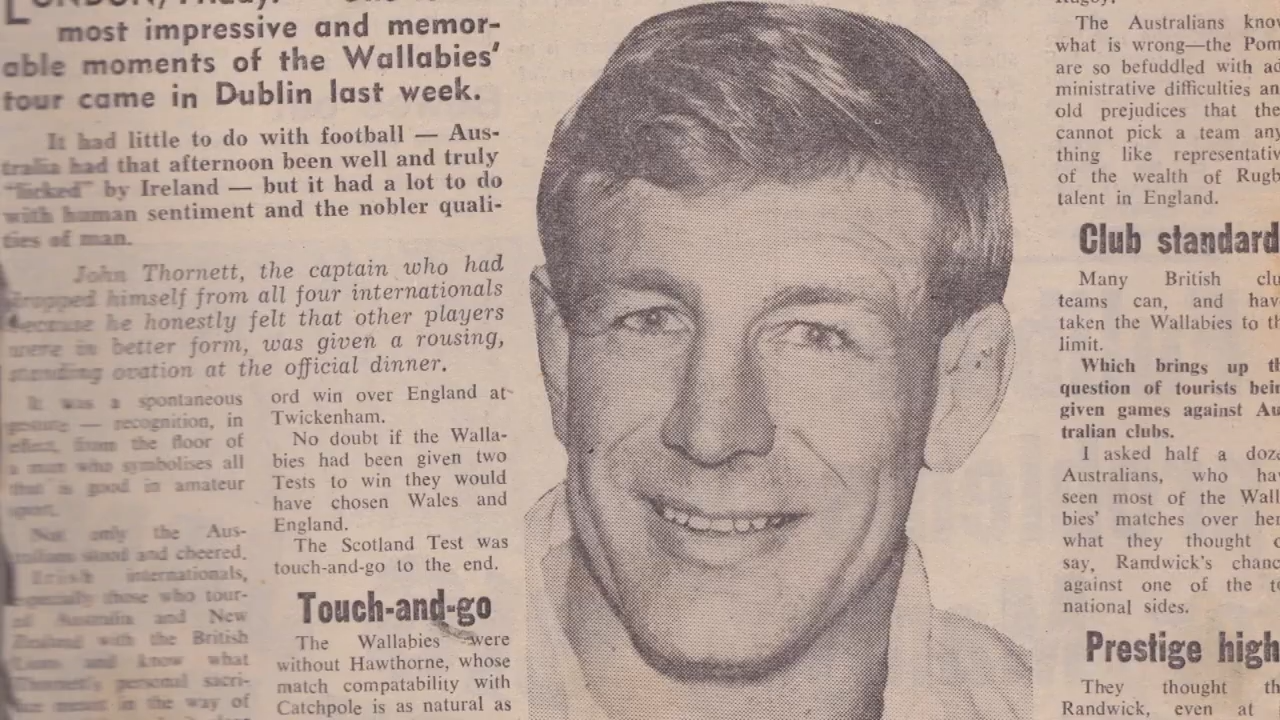 LONDON, Friday.
most impressive and memor-
able moments of the Wallabies'
tour came in Dublin last week.
It had little to do with football — Aus-
tralia had that afternoon been well and truly
"licked" by Ireland — but it had a lot to do
with human sentiment and the nobler quali-
ties of man.
John Thornett, the captain who had
dropped himself from all four internationals
because he honestly felt that other players
were in better form, was given a rousing,
standing ovation at the official dinner.
It was a spontaneous
gesture — recognition, in
effect, from the floor of
a man who symbolises all
that is good in amateur
sport.
Not only the Aus-
tralians stood and cheered.
Irish internationals,
especially those who tour-
ed Australia and New
Zealand with the British
Lions and know what
Thornett's personal sacri-
fice meant in the way of
ord win over England at
Twickenham.
No doubt if the Walla-
bies had been given two
Tests to win they would
have chosen Wales and
England.
The Scotland Test was
touch-and-go to the end.
Touch-and-go
The Wallabies were
without Hawthorne, whose
match compatability with
Catchpole is as natural as
The Australians know
what is wrong—the Pom
are so befuddled with ad
ministrative difficulties an
old prejudices that the
cannot pick a team any
thing like representativ
of the wealth of Rugb
talent in England.
Club standard
Many British clu
teams can, and hav
taken the Wallabies to th
limit.
Which brings up th
question of tourists bein
given games against Au
tralian clubs.
I asked half a doze
Australians, who hav
seen most of the Wall
bies' matches over her
what they thought o
say, Randwick's chanc
against one of the to
national sides.
Prestige high
They thought th
Randwick, even at